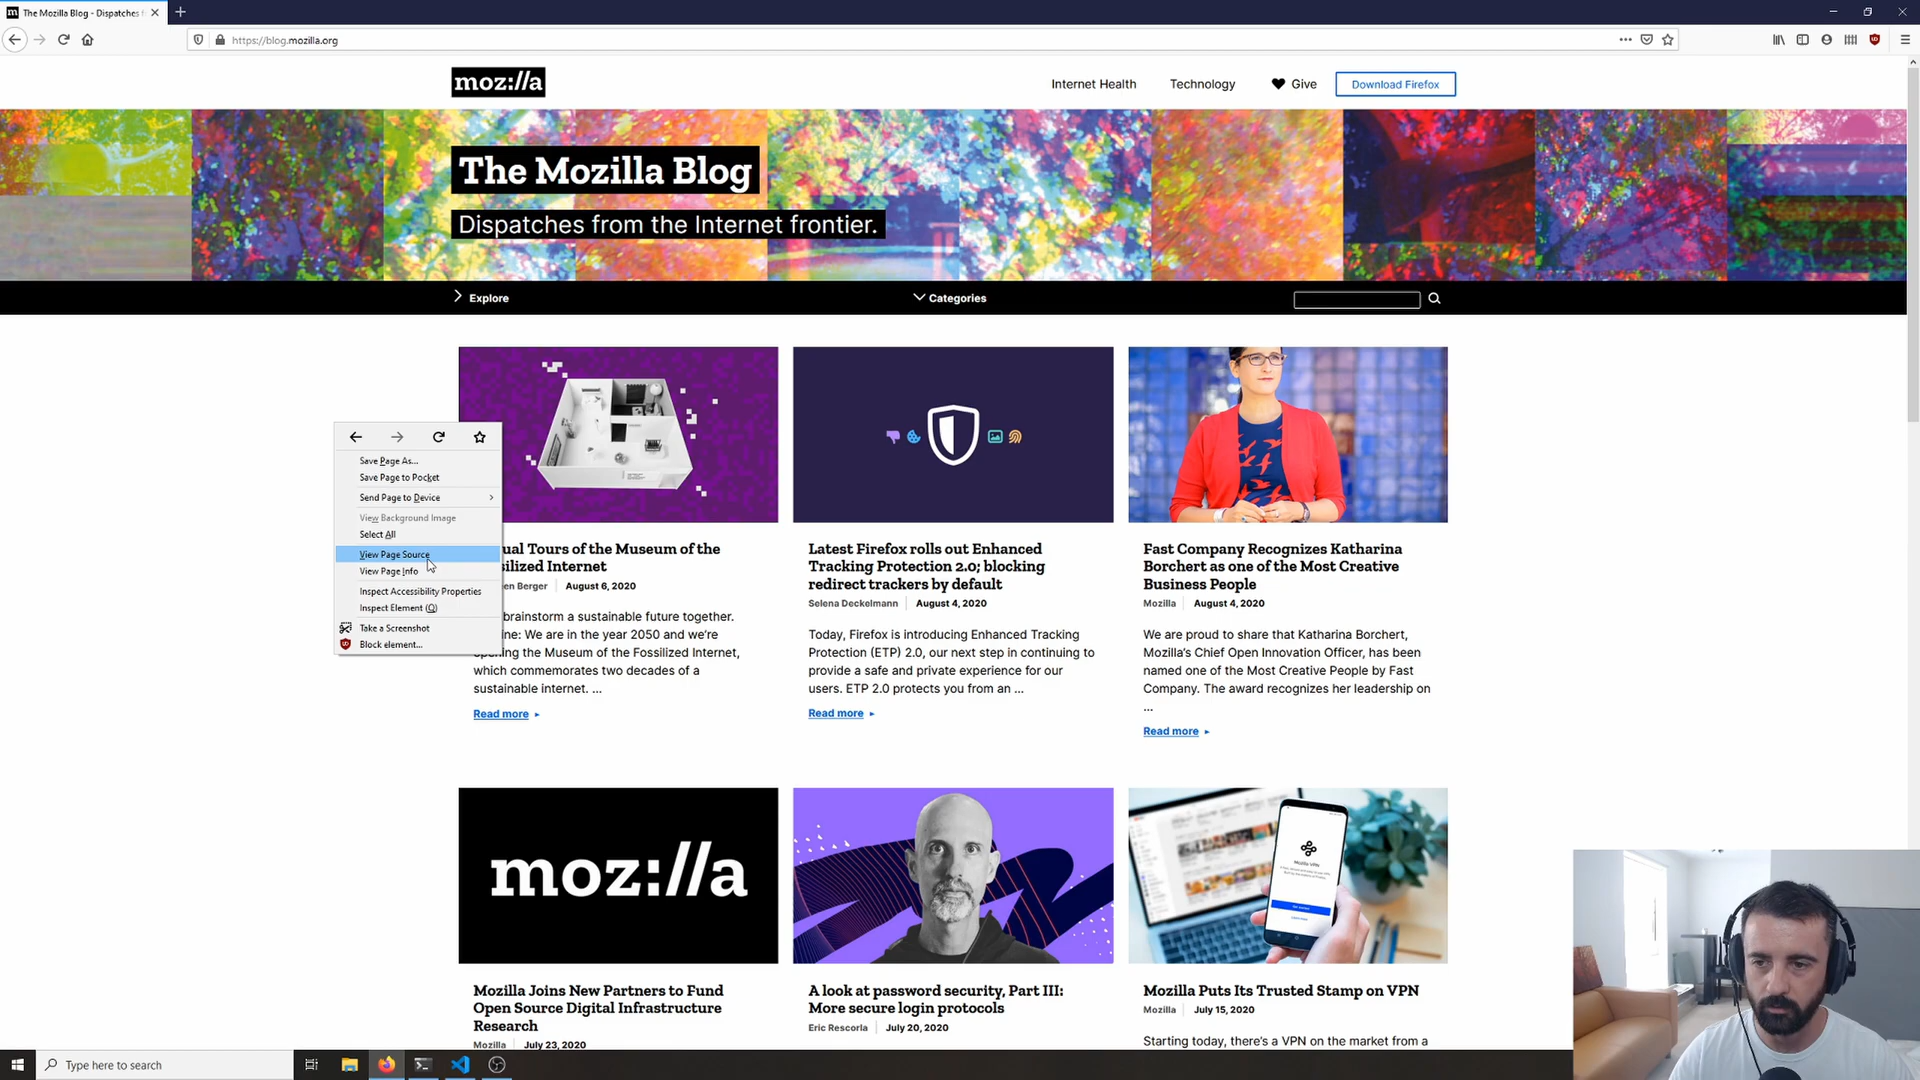 m The Mozilla Blog - Dispatches f
https://blog.mozilla.org
moz://a
Internet Health
Technology
Give
Download Firefox
The Mozilla Blog
Dispatches from the Internet frontier.
Explore
Categories
Save Page As...
Save Page to Pocket
Send Page to Device
View Background Image
Select All
View Page Source
View Page Info
Inspect Accessibility Properties
Inspect Element (Q)
Take a Screenshot
Block element...
ual Tours of the Museum of the
silized Internet
en Berger August 6, 2020
brainstorm a sustainable future together.
ine: We are in the year 2050 and we're
opening the Museum of the Fossilized Internet,
which commemorates two decades of a
sustainable internet. ...
Read more
Latest Firefox rolls out Enhanced
Tracking Protection 2.0; blocking
redirect trackers by default
Selena Deckelmann August 4, 2020
Today, Firefox is introducing Enhanced Tracking
Protection (ETP) 2.0, our next step in continuing to
provide a safe and private experience for our
users. ETP 2.0 protects you from an ...
Read more
Fast Company Recognizes Katharina
Borchert as one of the Most Creative
Business People
Mozilla August 4, 2020
We are proud to share that Katharina Borchert,
Mozilla's Chief Open Innovation Officer, has been
named one of the Most Creative People by Fast
Company. The award recognizes her leadership on
...
Read more
moz://a
Mozilla VPN
Mozilla Joins New Partners to Fund
Open Source Digital Infrastructure
Research
Mozilla July 23, 2020
A look at password security, Part III:
More secure login protocols
Eric Rescorla July 20, 2020
Mozilla Puts Its Trusted Stamp on VPN
Mozilla July 15, 2020
Starting today, there's a VPN on the market from a
Type here to search